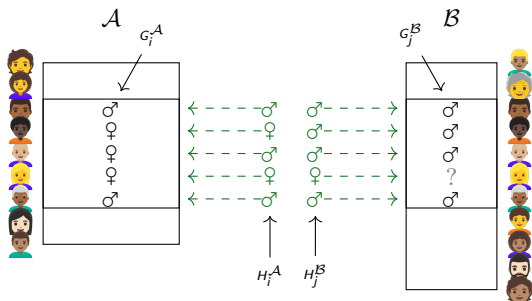 𝒜 ℬ
G_i^𝒜 G_j^ℬ
♂ ♂ ♂ ♂
♀ ♀ ♂ ♂
♀ ♂ ♂ ♂
♀ ♀ ♀ ?
♂ ♂ ♂ ♂
H_i^𝒜 H_j^ℬ